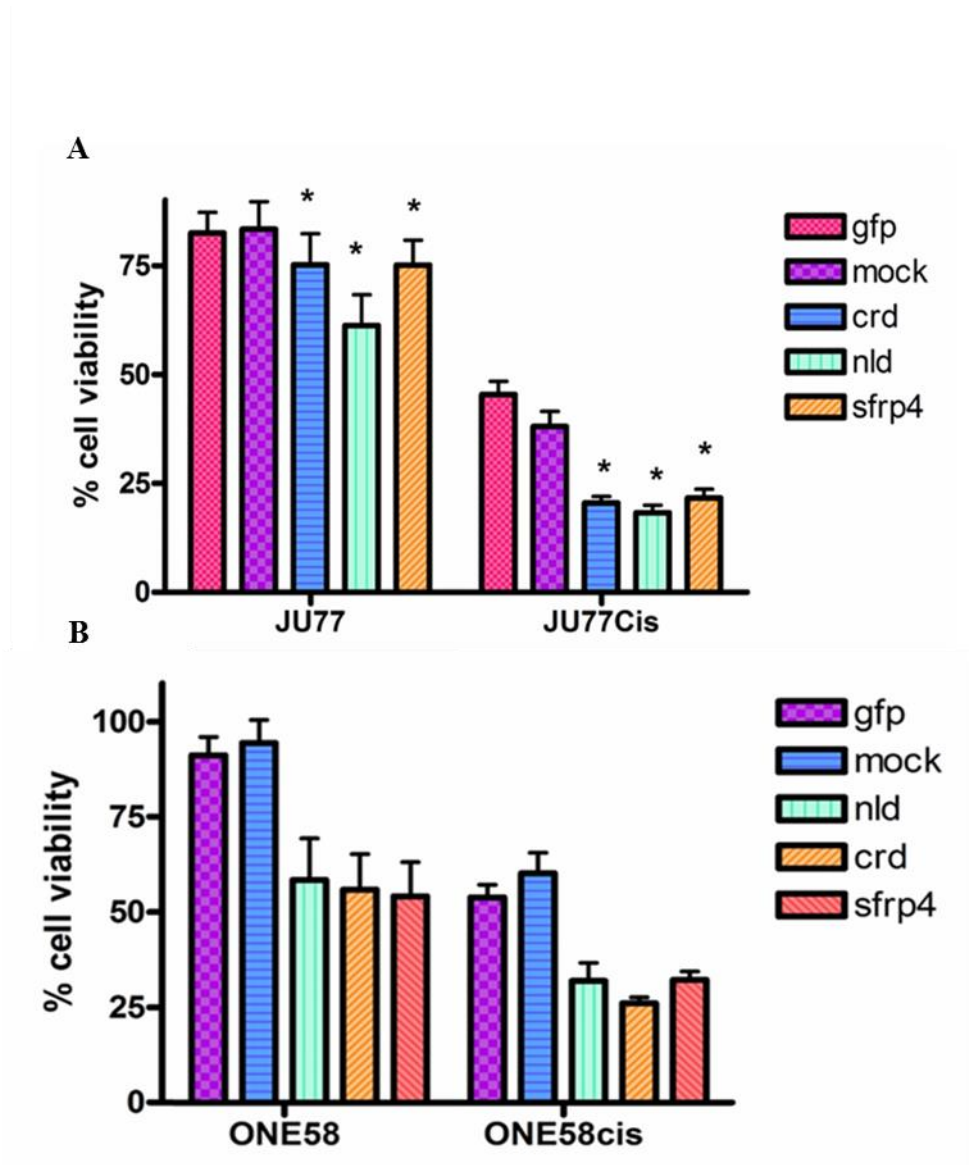 A
% cell viability
75
50
25
0
* * *
* * *
JU77 JU77Cis
gfp
mock
crd
nld
sfrp4
B
% cell viability
100
75
50
25
0
ONE58 ONE58cis
gfp
mock
nld
crd
sfrp4